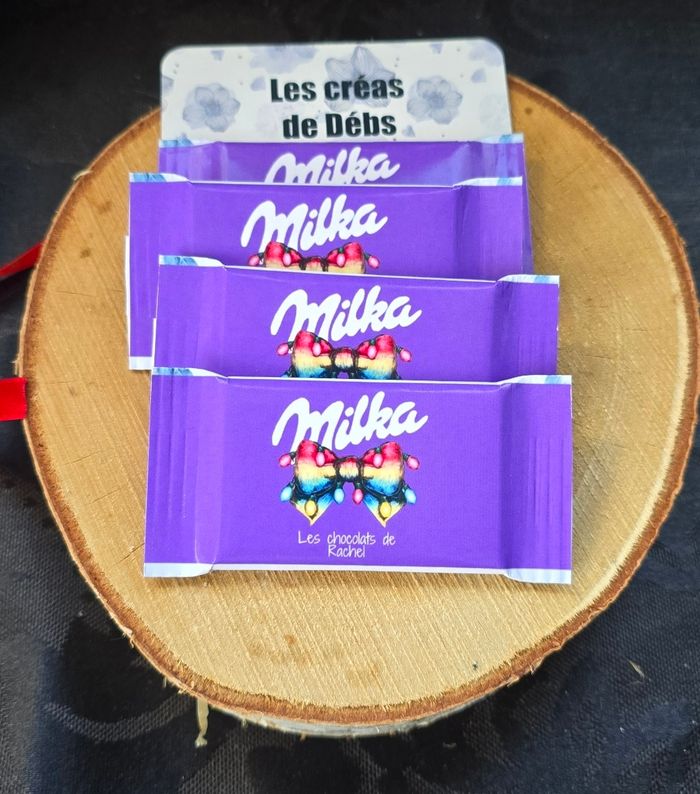 Les créas
de Débs
Milka
Milka
Milka
Milka
Les chocolats de
Rachel